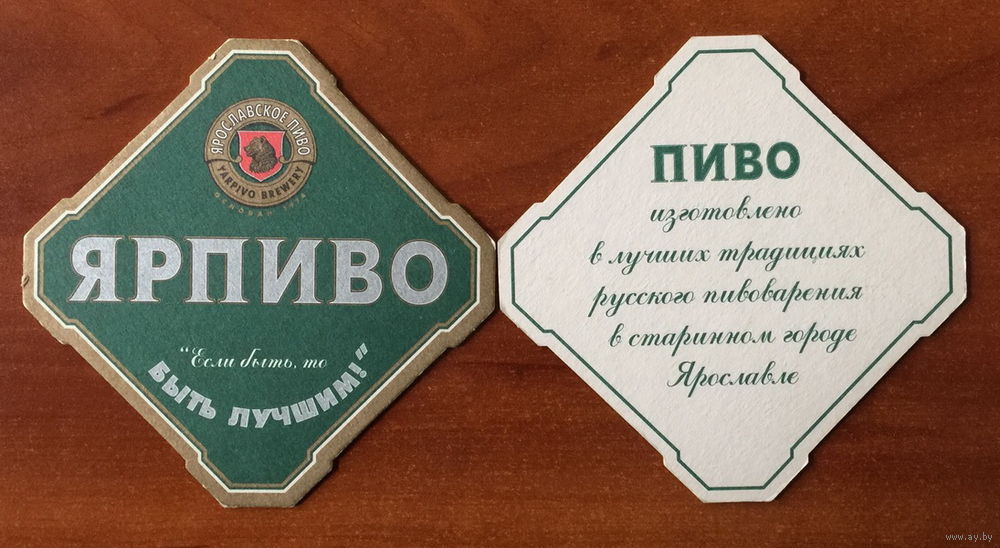 ЯРОСЛАВСКОЕ ПИВО
YARPIVO BREWERY
ЯРПИВО
"Если быть, то
БЫТЬ ЛУЧШИМ!"
ПИВО
изготовлено
в лучших традициях
русского пивоварения
в старинном городе
Ярославле
www.ay.by